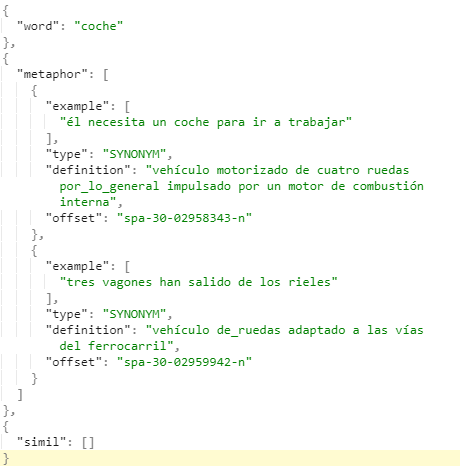 {
"word": "coche"
},
{
"metaphor": [
{
"example": [
"él necesita un coche para ir a trabajar"
],
"type": "SYNONYM",
"definition": "vehículo motorizado de cuatro ruedas
por_lo_general impulsado por un motor de combustión
interna",
"offset": "spa-30-02958343-n"
},
{
"example": [
"tres vagones han salido de los rieles"
],
"type": "SYNONYM",
"definition": "vehículo de_ruedas adaptado a las vías
del ferrocarril",
"offset": "spa-30-02959942-n"
}
]
},
{
"simil": []
}